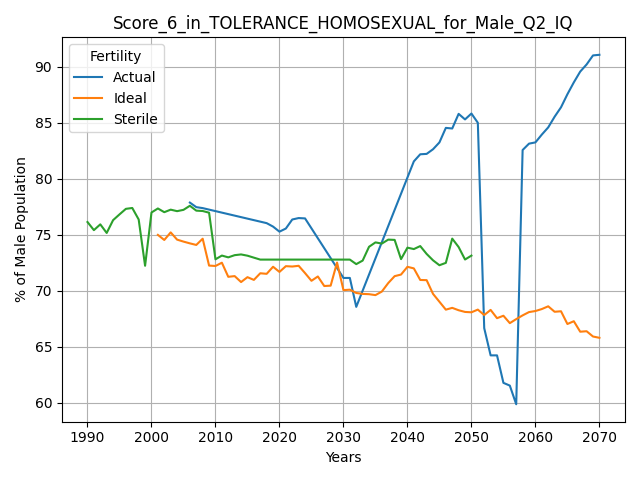 Score_6_in_TOLERANCE_HOMOSEXUAL_for_Male_Q2_IQ
Fertility
Actual
Ideal
Sterile
% of Male Population
90
85
80
75
70
65
60
1990 2000 2010 2020 2030 2040 2050 2060 2070
Years